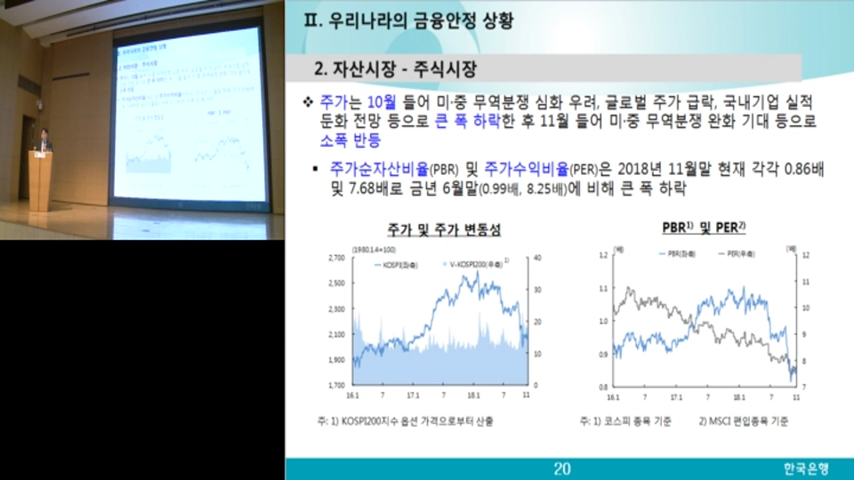 Ⅱ. 우리나라의 금융안정 상황
2. 자산시장 - 주식시장
❖ 주가는 10월 들어 미·중 무역분쟁 심화 우려, 글로벌 주가 급락, 국내기업 실적
둔화 전망 등으로 큰 폭 하락한 후 11월 들어 미·중 무역분쟁 완화 기대 등으로
소폭 반등
▪ 주가순자산비율(PBR) 및 주가수익비율(PER)은 2018년 11월말 현재 각각 0.86배
및 7.68배로 금년 6월말(0.99배, 8.25배)에 비해 큰 폭 하락
주가 및 주가 변동성
(1980.1.4=100)
KOSPI(좌축) V-KOSPI200(우축) 1)
2,700 40
2,500 30
2,300
2,100 20
1,900 10
1,700 0
16.1 7 17.1 7 18.1 7 11
주: 1) KOSPI200지수 옵션 가격으로부터 산출
PBR1) 및 PER2)
(배) (배)
PBR(좌축) PER(우축)
1.2 12
1.1 11
10
1.0
9
0.9 8
0.8 7
16.1 7 17.1 7 18.1 7 11
주: 1) 코스피 종목 기준 2) MSCI 편입종목 기준
20
한국은행